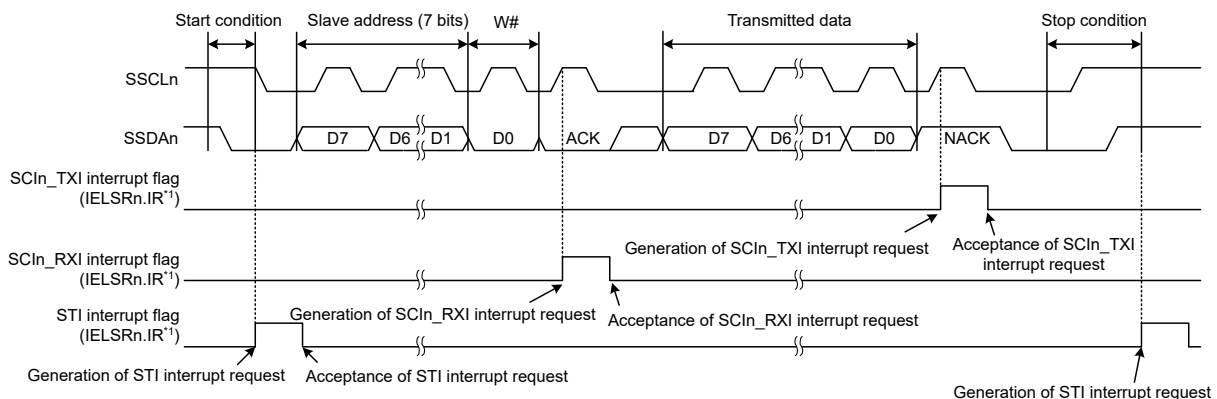 Start condition
Slave address (7 bits)
W#
Transmitted data
Stop condition
SSCLn
SSDAn
D7
D6
D1
D0
ACK
D7
D6
D1
D0
NACK
SCIn_TXI interrupt flag
(IELSRn.IR*1)
Generation of SCIn_TXI interrupt request
Acceptance of SCIn_TXI
interrupt request
SCIn_RXI interrupt flag
(IELSRn.IR*1)
Generation of SCIn_RXI interrupt request
Acceptance of SCIn_RXI interrupt request
STI interrupt flag
(IELSRn.IR*1)
Generation of STI interrupt request
Acceptance of STI interrupt request
Generation of STI interrupt request